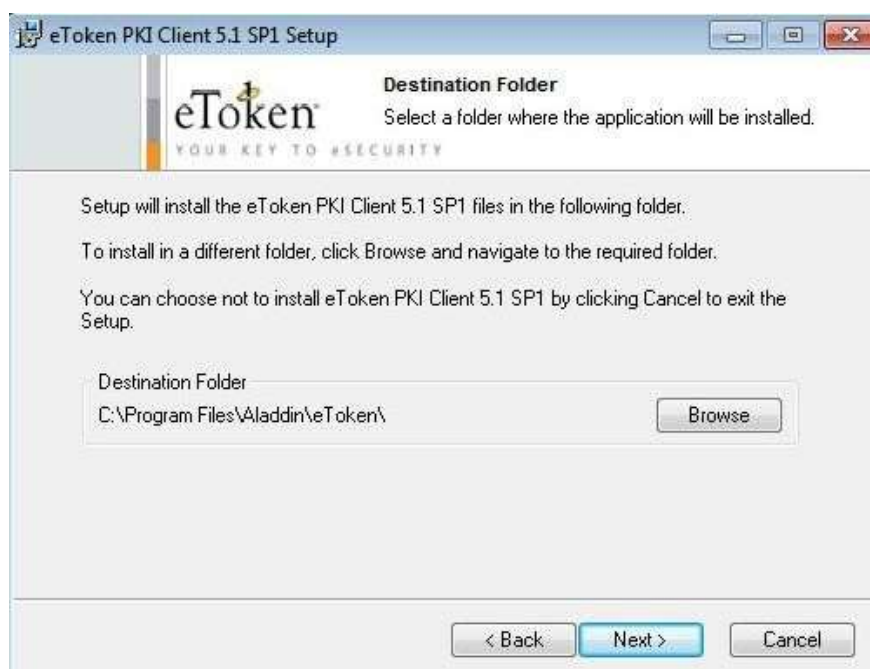 eToken PKI Client 5.1 SP1 Setup
eToken
YOUR KEY TO eSECURITY
Destination Folder
Select a folder where the application will be installed.
Setup will install the eToken PKI Client 5.1 SP1 files in the following folder.
To install in a different folder, click Browse and navigate to the required folder.
You can choose not to install eToken PKI Client 5.1 SP1 by clicking Cancel to exit the
Setup.
Destination Folder
C:\Program Files\Aladdin\eToken\
Browse
< Back
Next >
Cancel